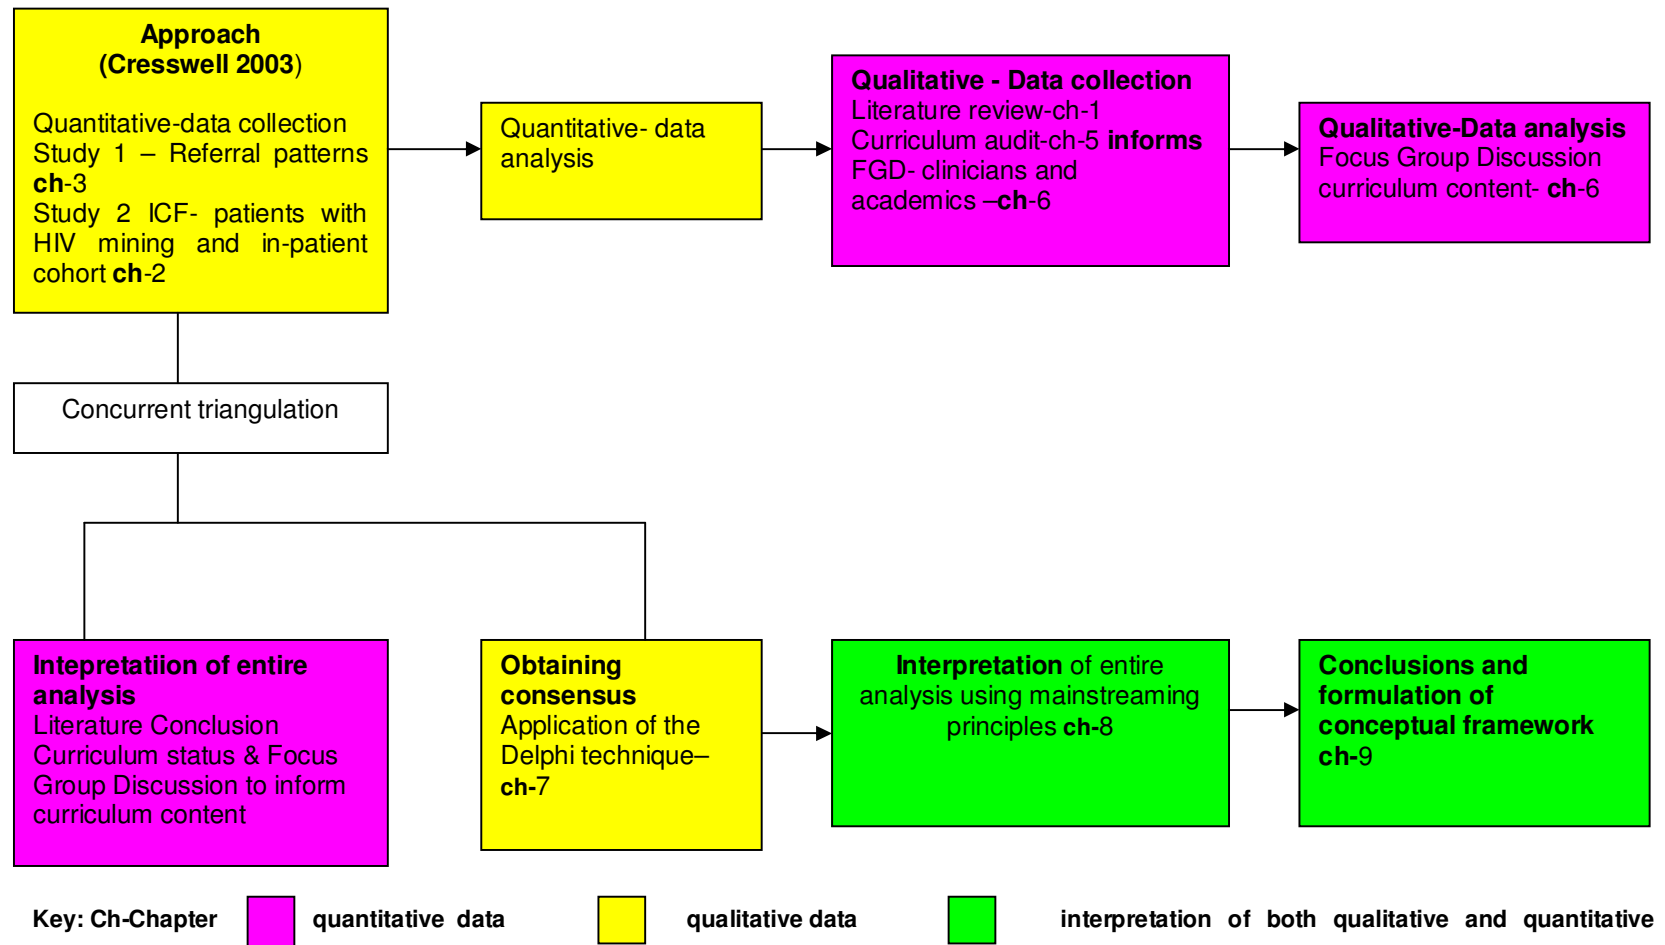 Approach
(Cresswell 2003)
Quantitative-data collection
Study 1 – Referral patterns
ch-3
Study 2 ICF- patients with
HIV mining and in-patient
cohort ch-2
Quantitative- data
analysis
Qualitative - Data collection
Literature review-ch-1
Curriculum audit-ch-5 informs
FGD- clinicians and
academics –ch-6
Qualitative-Data analysis
Focus Group Discussion
curriculum content- ch-6
Concurrent triangulation
Intepretatiion of entire
analysis
Literature Conclusion
Curriculum status & Focus
Group Discussion to inform
curriculum content
Obtaining
consensus
Application of the
Delphi technique–
ch-7
Interpretation of entire
analysis using mainstreaming
principles ch-8
Conclusions and
formulation of
conceptual framework
ch-9
Key: Ch-Chapter quantitative data qualitative data interpretation of both qualitative and quantitative